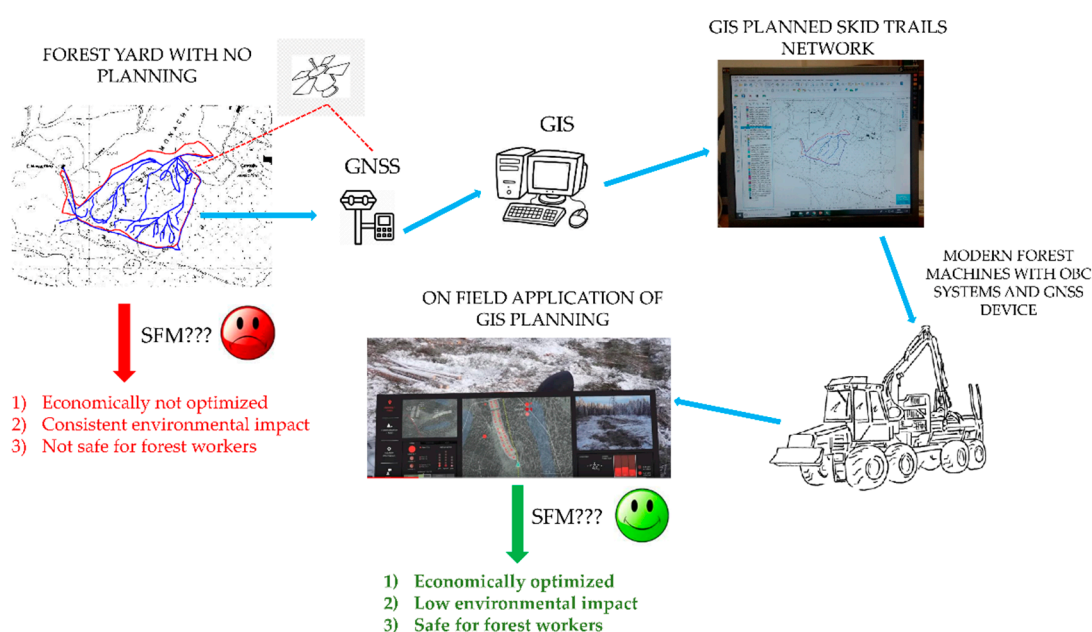 FOREST YARD WITH NO
PLANNING
GNSS
GIS
GIS PLANNED SKID TRAILS
NETWORK
MODERN FOREST
MACHINES WITH OBC
SYSTEMS AND GNSS
DEVICE
ON FIELD APPLICATION OF
GIS PLANNING
SFM???
1) Economically not optimized
2) Consistent environmental impact
3) Not safe for forest workers
SFM???
1) Economically optimized
2) Low environmental impact
3) Safe for forest workers